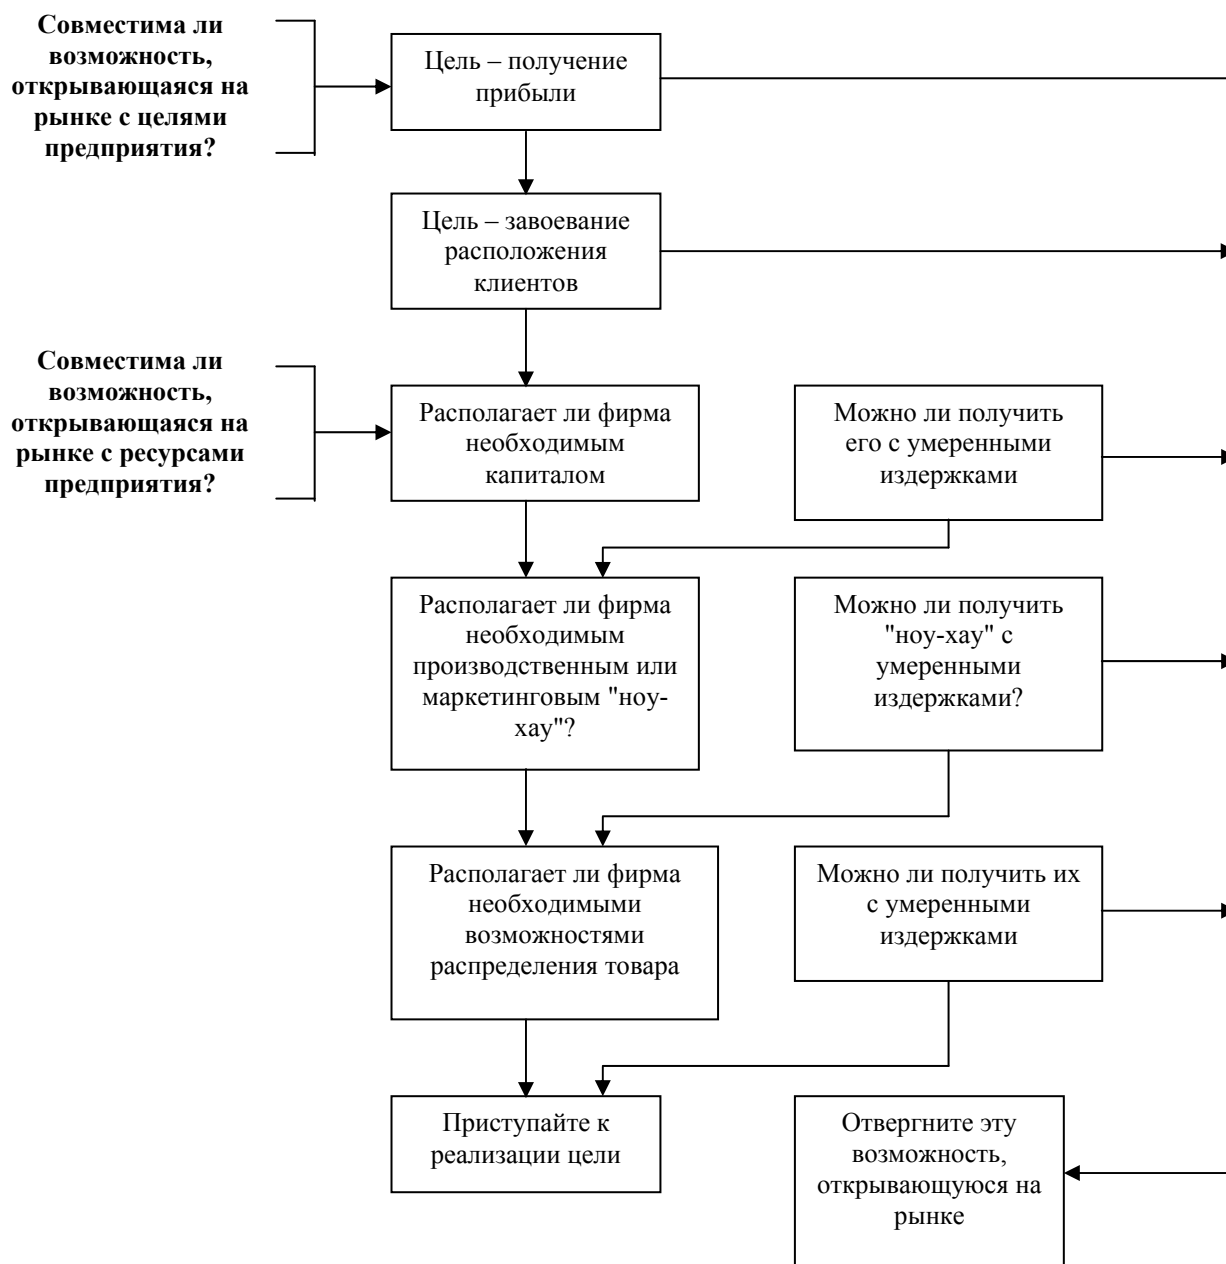 Совместима ли
возможность,
открывающаяся на
рынке с целями
предприятия?
Цель – получение
прибыли
Цель – завоевание
расположения
клиентов
Совместима ли
возможность,
открывающаяся на
рынке с ресурсами
предприятия?
Располагает ли фирма
необходимым
капиталом
Можно ли получить
его с умеренными
издержками
Располагает ли фирма
необходимым
производственным или
маркетинговым "ноу-
хау"?
Можно ли получить
"ноу-хау" с
умеренными
издержками?
Располагает ли фирма
необходимыми
возможностями
распределения товара
Можно ли получить их
с умеренными
издержками
Приступайте к
реализации цели
Отвергните эту
возможность,
открывающуюся на
рынке